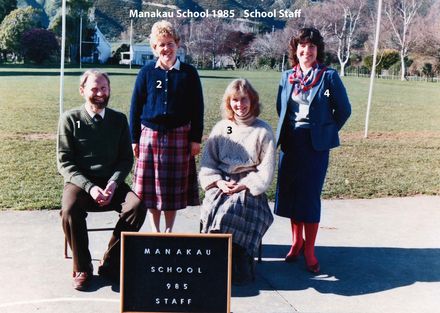 Manakau School 1985 School Staff
2
4
1
3
MANAKAU
SCHOOL
985
STAFF